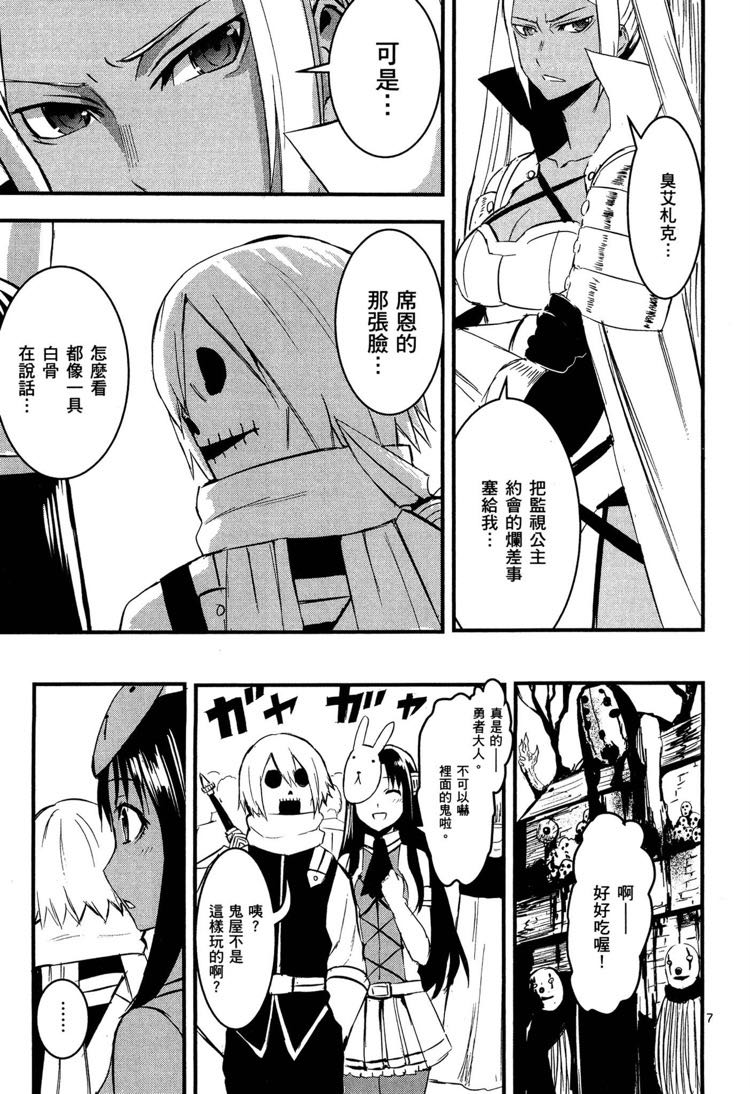 臭艾札克…
把監視公主
約會的爛差事
塞給我…
可是…
席恩的
那張臉…
怎麼看
都像一具
白骨
在說話…
啊——
好好吃喔！
真是的——
勇者大人。
不可以嚇
裡面的鬼啦。
ガヤ
ガヤ
咦？
鬼屋不是
這樣玩的啊？
……
7